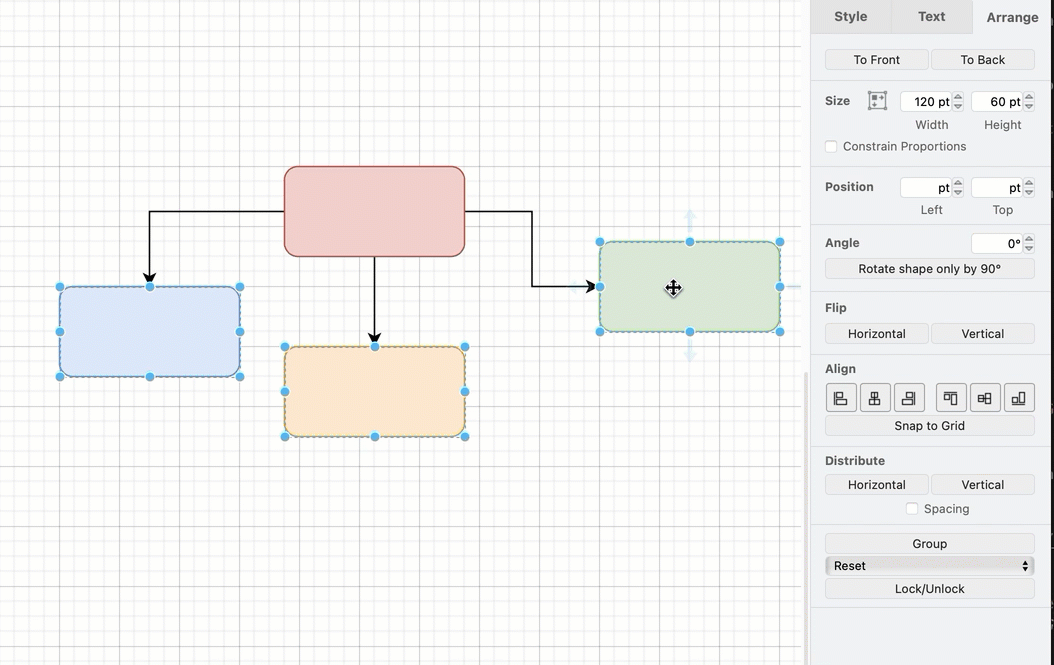 Style Text Arrange
To Front To Back
Size 120 pt 60 pt
Width Height
Constrain Proportions
Position pt pt
Left Top
Angle 0°
Rotate shape only by 90°
Flip
Horizontal Vertical
Align
Snap to Grid
Distribute
Horizontal Vertical
Spacing
Group
Reset
Lock/Unlock